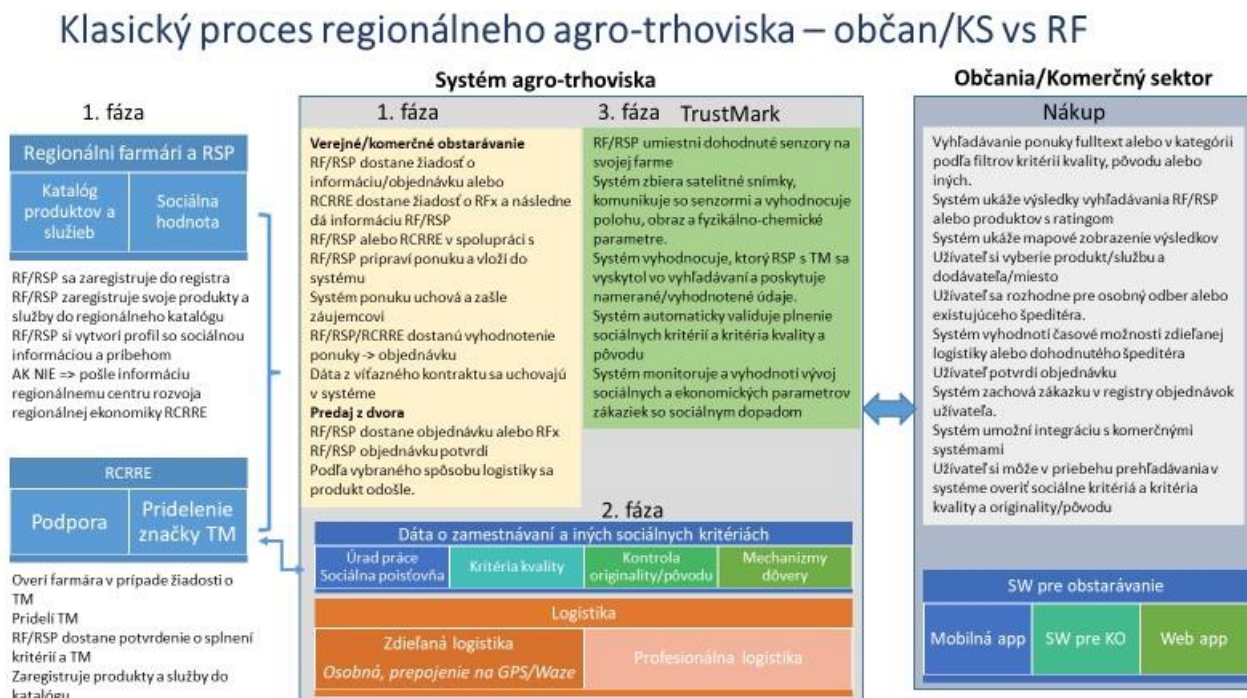 Klasický proces regionálneho agro-trhoviska – občan/KS vs RF
1. fáza
Regionálni farmári a RSP
Katalóg
produktov a
služieb
Sociálna
hodnota
RF/RSP sa zaregistruje do registra
RF/RSP zaregistruje svoje produkty a
služby do regionálneho katalógu
RF/RSP si vytvori profil so sociálnou
informáciou a príbehom
AK NIE => pošle informáciu
regionálnemu centru rozvoja
regionálnej ekonomiky RCRRE
RCRRE
Podpora
Pridelenie
značky TM
Overí farmára v prípade žiadosti o
TM
Pridelí TM
RF/RSP dostane potvrdenie o splnení
kritérií a TM
Zaregistruje produkty a služby do
katalógu
Systém agro-trhoviska
1. fáza
Verejné/komerčné obstarávanie
RF/RSP dostane žiadosť o
informáciu/objednávku alebo
RCRRE dostane žiadosť o RFx a následne
dá informáciu RF/RSP
RF/RSP alebo RCRRE v spolupráci s
RF/RSP pripraví ponuku a vloží do
systému
Systém ponuku uchová a zašle
záujemcovi
RF/RSP/RCRRE dostanú vyhodnotenie
ponuky -> objednávku
Dáta z víťazného kontraktu sa uchovajú
v systéme
Predaj z dvora
RF/RSP dostane objednávku alebo RFx
RF/RSP objednávku potvrdí
Podľa vybraného spôsobu logistiky sa
produkt odošle.
3. fáza TrustMark
RF/RSP umiestni dohodnuté senzory na
svojej farme
Systém zbiera satelitné snímky,
komunikuje so senzormi a vyhodnocuje
polohu, obraz a fyzikálno-chemické
parametre.
Systém vyhodnocuje, ktorý RSP s TM sa
vyskytol vo vyhľadávaní a poskytuje
namerané/vyhodnotené údaje.
Systém automaticky validuje plnenie
sociálnych kritérií a kritéria kvality a
pôvodu
Systém monitoruje a vyhodnotí vývoj
sociálnych a ekonomických parametrov
zákaziek so sociálnym dopadom
2. fáza
Dáta o zamestnávaní a iných sociálnych kritériách
Úrad práce
Sociálna poisťovňa
Kritéria kvality
Kontrola
originality/pôvodu
Mechanizmy
dôvery
Logistika
Zdieľaná logistika
Osobná, prepojenie na GPS/Waze
Profesionálna logistika
Občania/Komerčný sektor
Nákup
Vyhľadávanie ponuky fulltext alebo v kategórii
podľa filtrov kritérií kvality, pôvodu alebo
iných.
Systém ukáže výsledky vyhľadávania RF/RSP
alebo produktov s ratingom
Systém ukáže mapové zobrazenie výsledkov
Užívateľ si vyberie produkt/službu a
dodávateľa/miesto
Užívateľ sa rozhodne pre osobný odber alebo
existujúceho špeditéra.
Systém vyhodnotí časové možnosti zdieľanej
logistiky alebo dohodnutého špeditéra
Užívateľ potvrdí objednávku
Systém zachová zákazku v registry objednávok
užívateľa.
Systém umožní integráciu s komerčnými
systémami
Užívateľ si môže v priebehu prehľadávania v
systéme overiť sociálne kritériá a kritéria
kvality a originality/pôvodu
SW pre obstarávanie
Mobilná app
SW pre KO
Web app